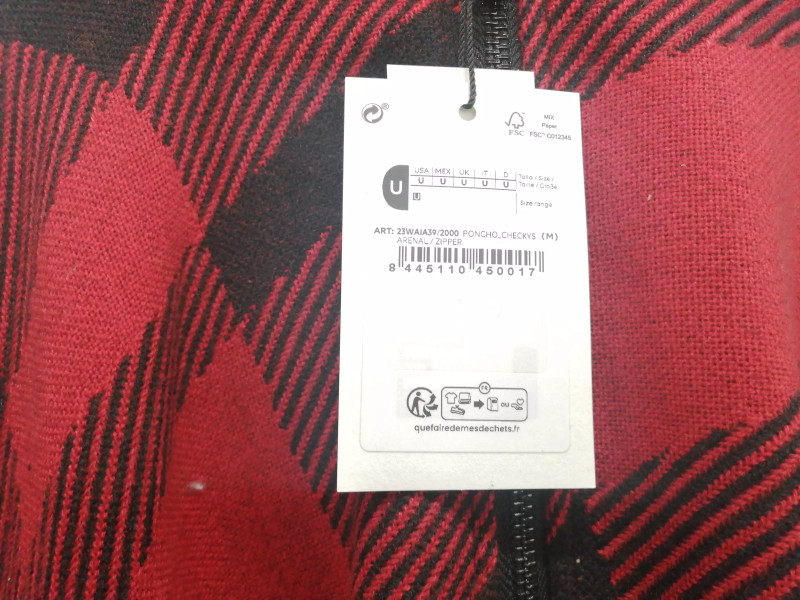 ®
MIX
Paper
FSC™ C012345
FSC
USA MEX UK IT D
U U U U U
U
U
Talla / Size /
Taille / Größe
Size range
ART: 23WAIA39/2000 PONCHO_CHECKYS (M)
ARENAL / ZIPPER
8 445110 450017
TS
OU
quefairedemesdechets.fr